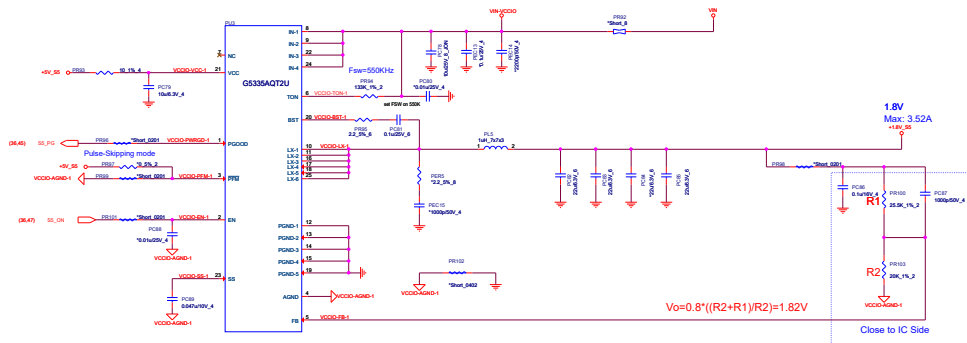 VIN-VCCIO
PR92
*Short_8
VIN
PU3
G5335AQT2U
7
NC
IN-1
8
IN-2
9
IN-3
22
IN-4
24
PC78
10u/25V_6_JON
PC13
*0.1u/25V_4
PEC14
*2200p/50V_4
+5V_S5
PR93
10_1%_4
VCCIO-VCC-1
21
VCC
PC79
10u/6.3V_4
Fsw=550KHz
PR94
133K_1%_2
PC80
*0.01u/25V_4
set FSW on 550K
TON
6
VCCIO-TON-1
BST
20
VCCIO-BST-1
PR95
2.2_5%_6
PC81
0.1u/25V_6
(36,45)
S5_PG
PR96
*Short_0201
VCCIO-PWRGD-1
1
PGOOD
LX-1
LX-2
LX-3
LX-4
LX-5
LX-6
10
11
16
17
18
25
VCCIO-LX-1
PL5
1uH_7x7x3
1
2
1.8V
Max: 3.52A
+1.8V_S5
Pulse-Skipping mode
+5V_S5
PR97
*0_5%_2
VCCIO-AGND-1
PR99
*Short_0201
VCCIO-PFM-1
3
PFM
PER5
*2.2_5%_6
PEC15
*1000p/50V_4
PC82
22u/6.3V_6
PC83
22u/6.3V_6
PC84
22u/6.3V_6
PC85
22u/6.3V_6
PR98
*Short_0201
PC86
0.1u/16V_4
R1
PR100
25.5K_1%_2
PC87
1000p/50V_4
(36,47)
S5_ON
PR101
*Short_0201
VCCIO-EN-1
2
EN
PC88
*0.01u/25V_4
VCCIO-AGND-1
PGND-1
12
PGND-2
13
PGND-3
14
PGND-4
15
PGND-5
19
VCCIO-SS-1
23
SS
PC89
0.047u/10V_4
VCCIO-AGND-1
PR102
*Short_0402
VCCIO-AGND-1
AGND
4
VCCIO-AGND-1
FB
5
VCCIO-FB-1
R2
PR103
20K_1%_2
VCCIO-AGND-1
Vo=0.8*((R2+R1)/R2)=1.82V
Close to IC Side